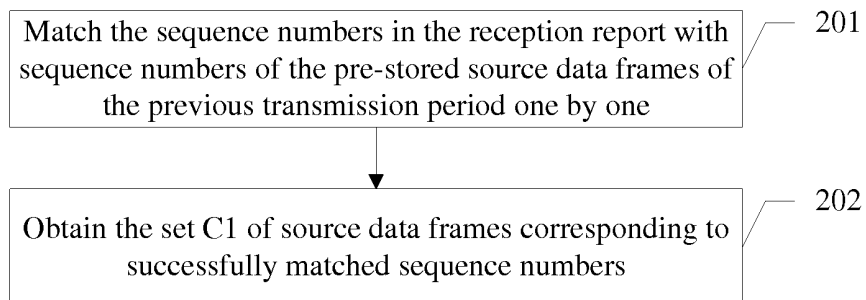 Match the sequence numbers in the reception report with
sequence numbers of the pre-stored source data frames of
the previous transmission period one by one
201
Obtain the set C1 of source data frames corresponding to
successfully matched sequence numbers
202